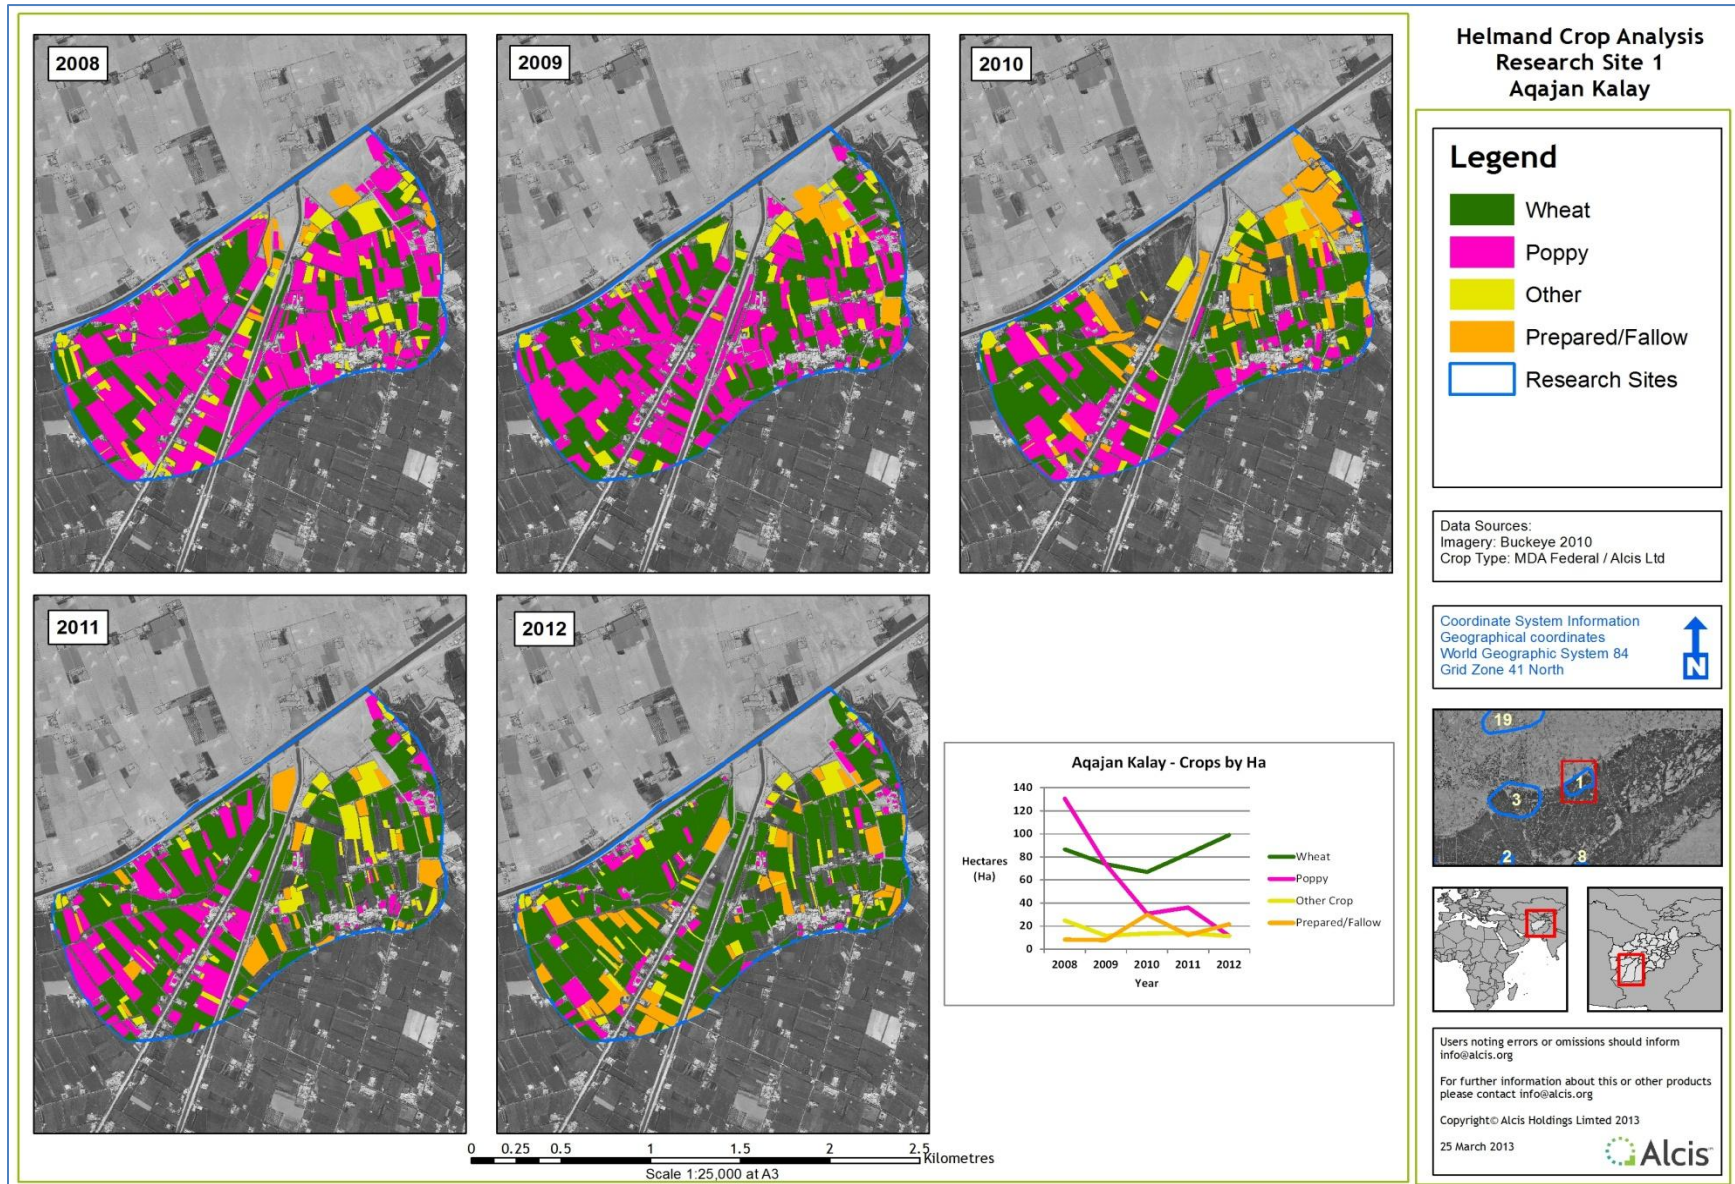 2008
2009
2010
Helmand Crop Analysis
Research Site 1
Aqajan Kalay
Legend
Wheat
Poppy
Other
Prepared/Fallow
Research Sites
Data Sources:
Imagery: Buckeye 2010
Crop Type: MDA Federal / Alcis Ltd
Coordinate System Information
Geographical coordinates
World Geographic System 84
Grid Zone 41 North
N
19
1
3
2
8
2011
2012
Aqajan Kalay - Crops by Ha
140
120
100
80
60
40
20
0
Hectares
(Ha)
2008 2009 2010 2011 2012
Year
Wheat
Poppy
Other Crop
Prepared/Fallow
Users noting errors or omissions should inform
info@alcis.org
For further information about this or other products
please contact info@alcis.org
Copyright© Alcis Holdings Limted 2013
25 March 2013
Alcis
0 0.25 0.5 1 1.5 2 2.5
Kilometres
Scale 1:25,000 at A3